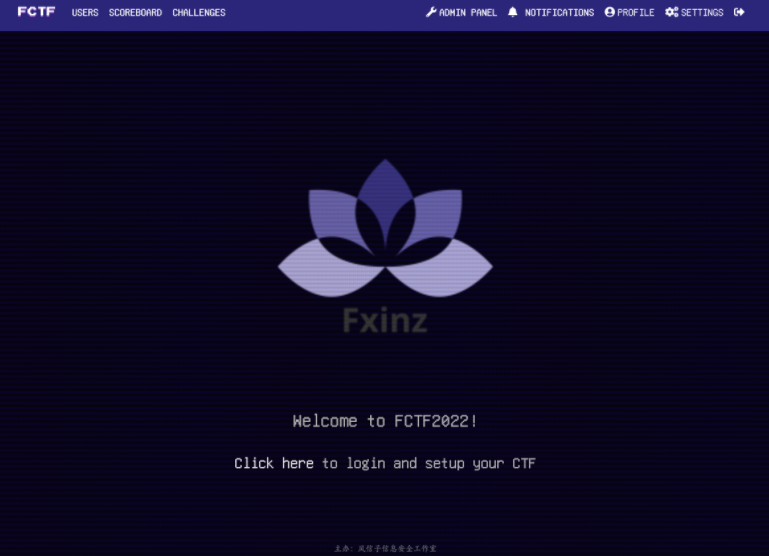 FCTF USERS SCOREBOARD CHALLENGES ADMIN PANEL NOTIFICATIONS PROFILE SETTINGS
Fxinz
Welcome to FCTF2022!
Click here to login and setup your CTF
主办: 风信子信息安全工作室